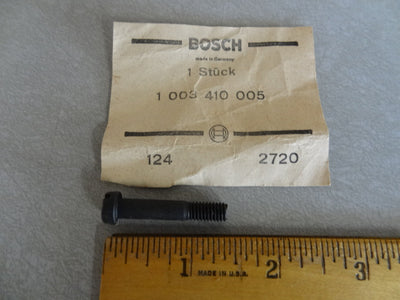 BOSCH
made in Germany
1 Stück
1 003 410 005
124 2720
1 2 3
MADE IN U.S.A.